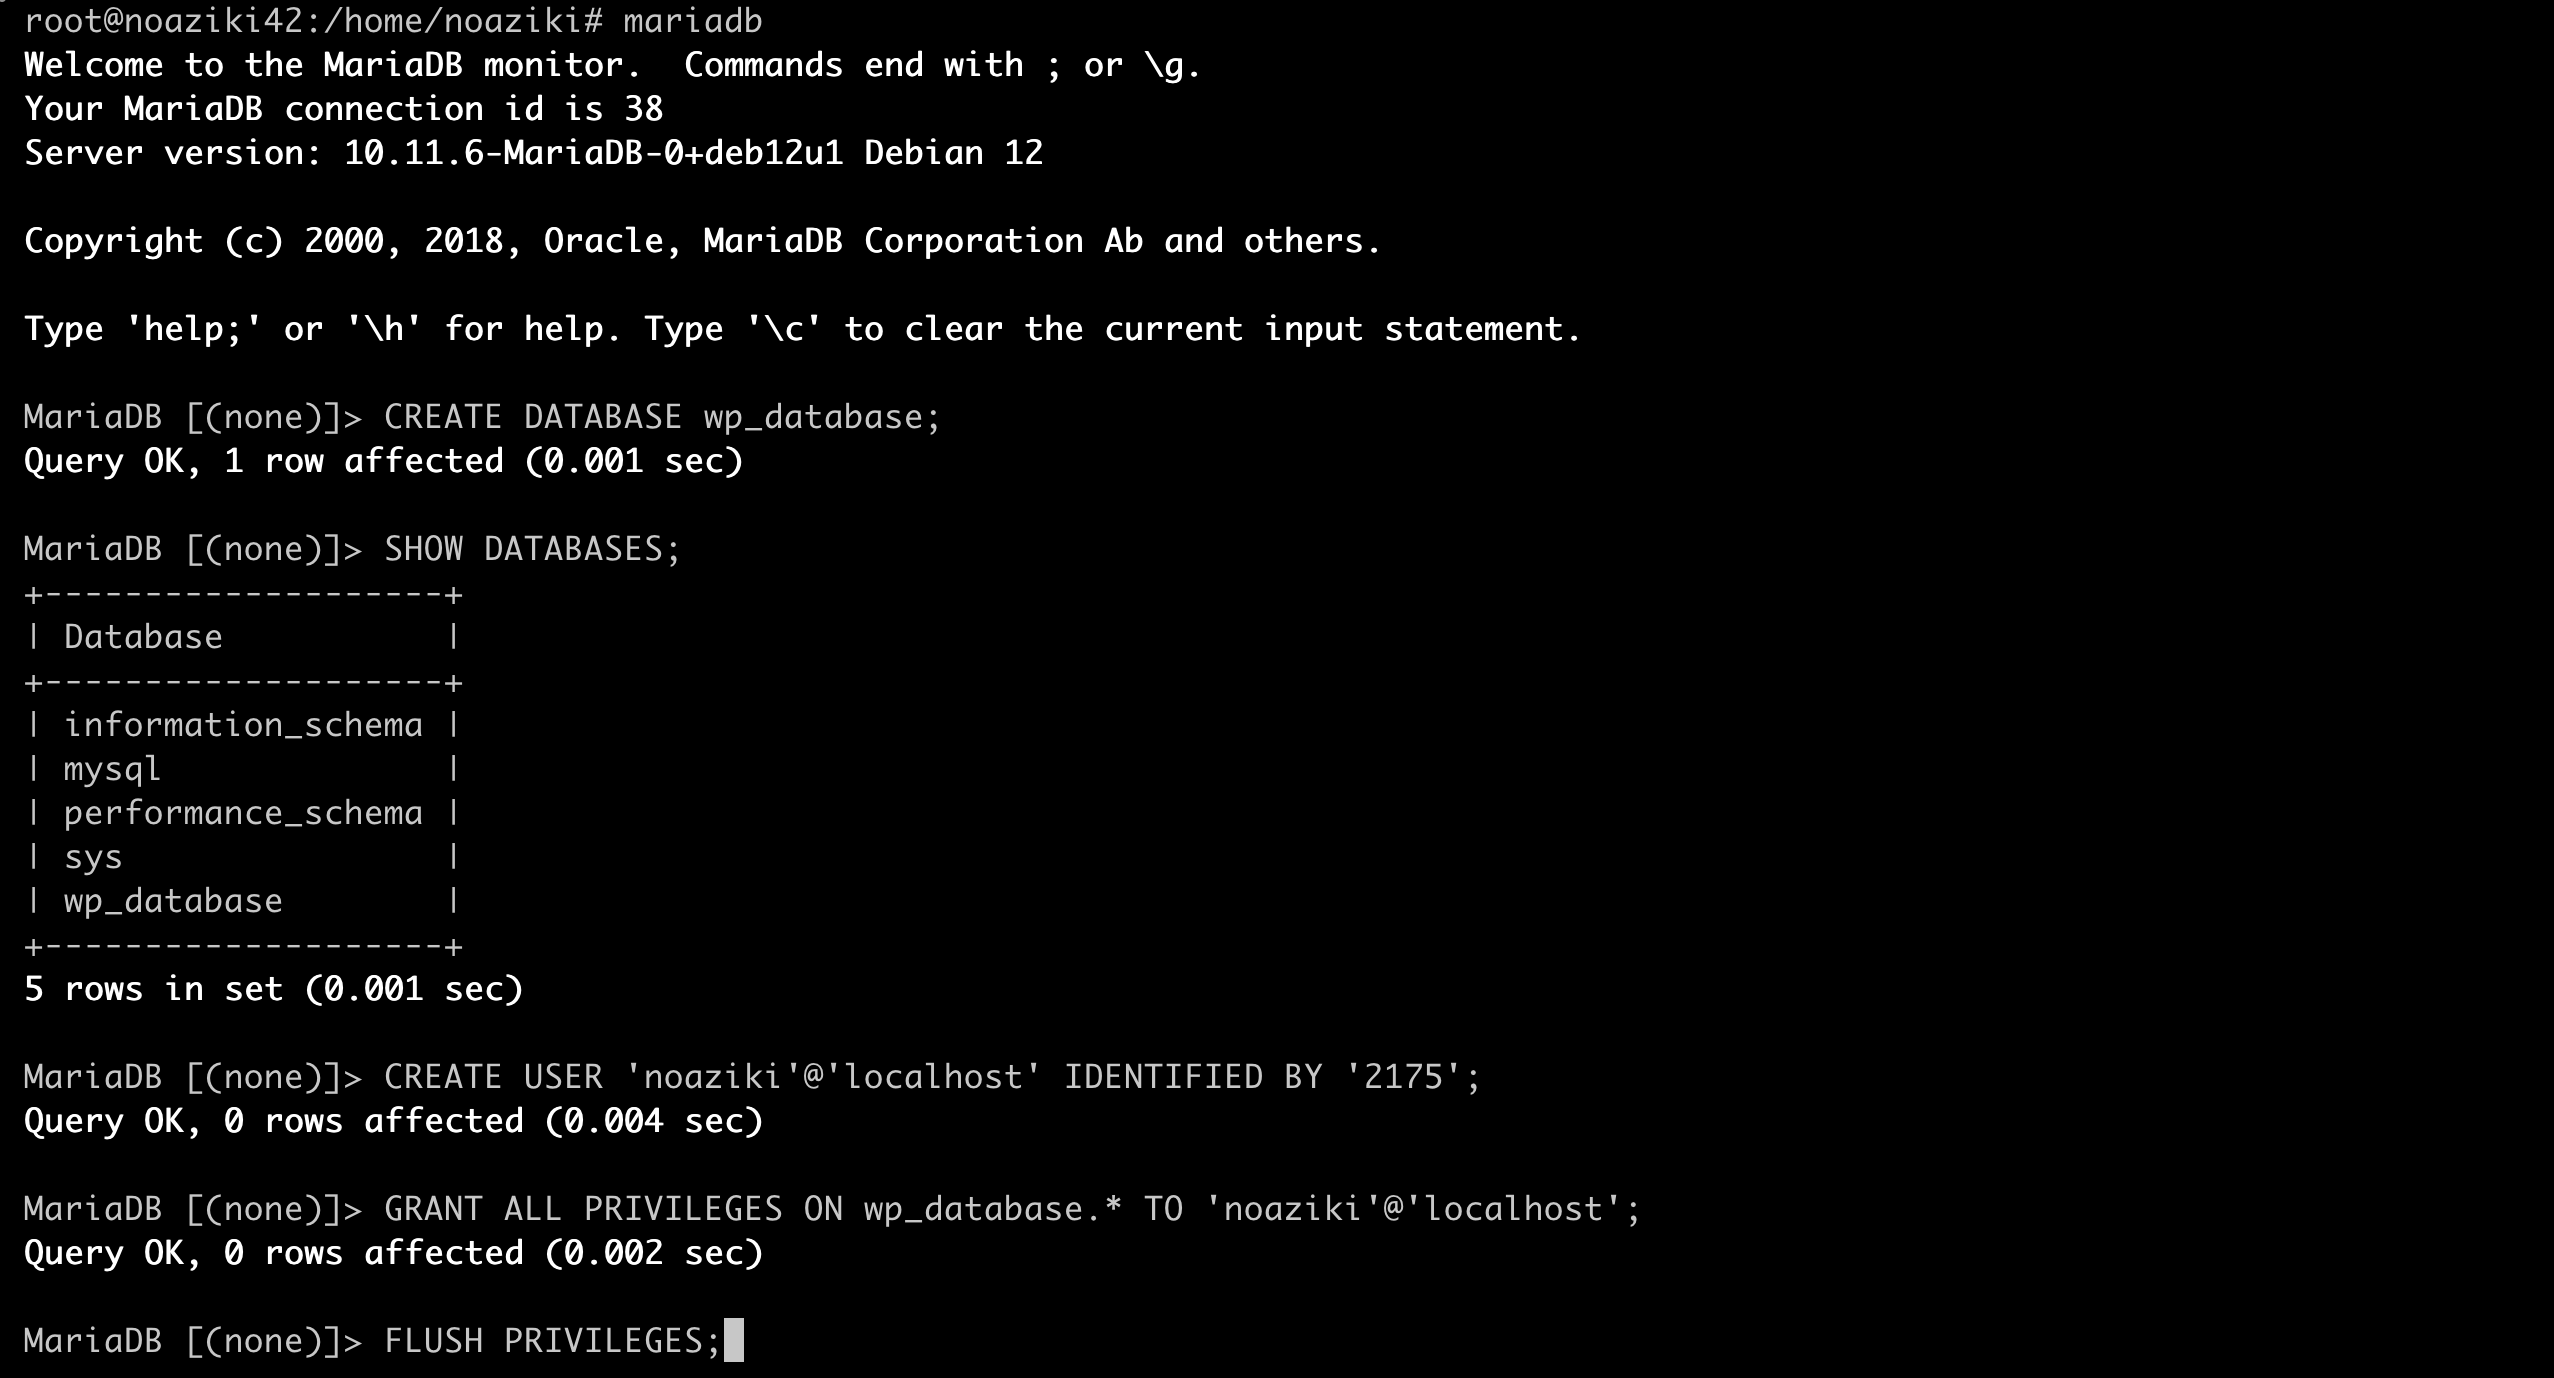 root@noaziki42:/home/noaziki# mariadb
Welcome to the MariaDB monitor.  Commands end with ; or \g.
Your MariaDB connection id is 38
Server version: 10.11.6-MariaDB-0+deb12u1 Debian 12
Copyright (c) 2000, 2018, Oracle, MariaDB Corporation Ab and others.
Type 'help;' or '\h' for help. Type '\c' to clear the current input statement.
MariaDB [(none)]> CREATE DATABASE wp_database;
Query OK, 1 row affected (0.001 sec)
MariaDB [(none)]> SHOW DATABASES;
+--------------------+
| Database           |
+--------------------+
| information_schema |
| mysql              |
| performance_schema |
| sys                |
| wp_database        |
+--------------------+
5 rows in set (0.001 sec)
MariaDB [(none)]> CREATE USER 'noaziki'@'localhost' IDENTIFIED BY '2175';
Query OK, 0 rows affected (0.004 sec)
MariaDB [(none)]> GRANT ALL PRIVILEGES ON wp_database.* TO 'noaziki'@'localhost';
Query OK, 0 rows affected (0.002 sec)
MariaDB [(none)]> FLUSH PRIVILEGES;